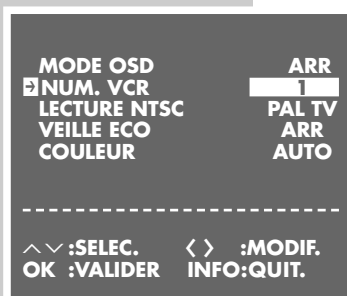 MODE OSD ARR
NUM. VCR 1
LECTURE NTSC PAL TV
VEILLE ECO ARR
COULEUR AUTO
:SELEC. :MODIF.
OK :VALIDER INFO:QUIT.